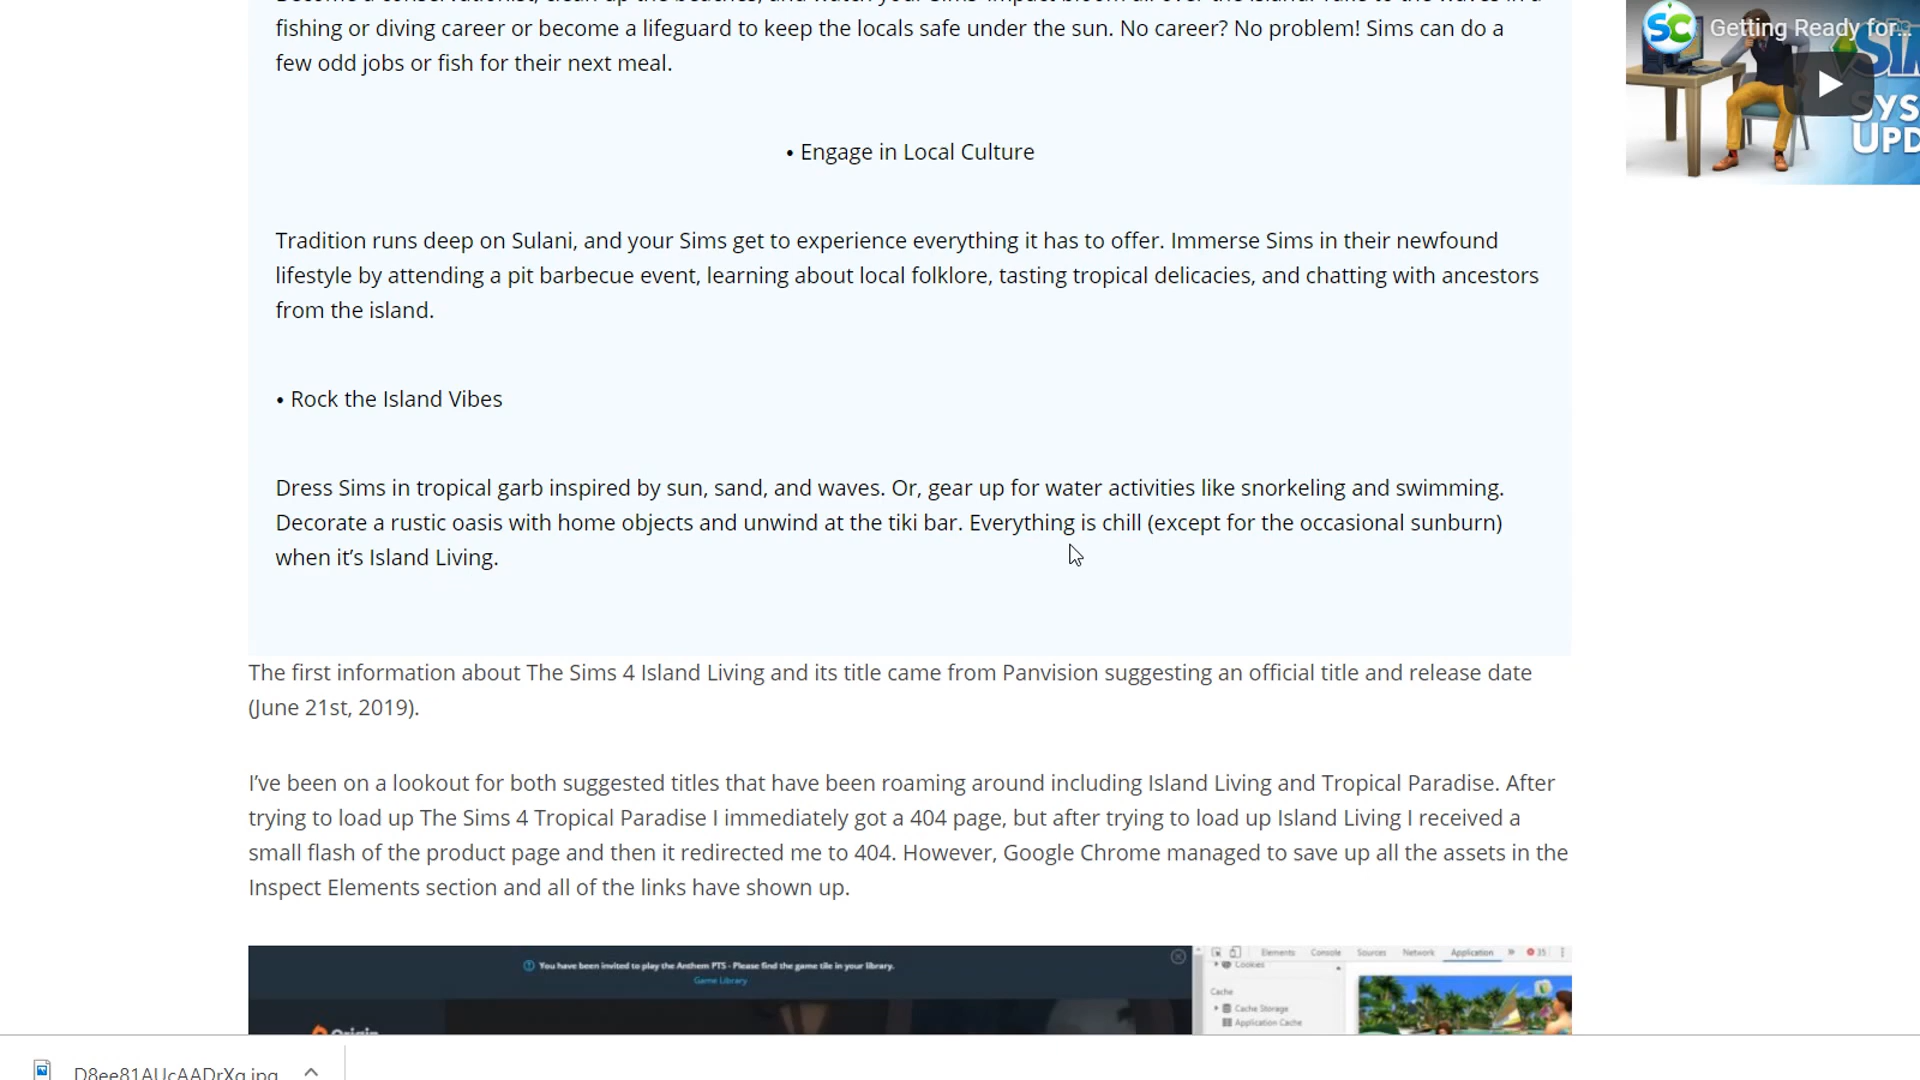 fishing or diving career or become a lifeguard to keep the locals safe under the sun. No career? No problem! Sims can do a
few odd jobs or fish for their next meal.
• Engage in Local Culture
Tradition runs deep on Sulani, and your Sims get to experience everything it has to offer. Immerse Sims in their newfound
lifestyle by attending a pit barbecue event, learning about local folklore, tasting tropical delicacies, and chatting with ancestors
from the island.
• Rock the Island Vibes
Dress Sims in tropical garb inspired by sun, sand, and waves. Or, gear up for water activities like snorkeling and swimming.
Decorate a rustic oasis with home objects and unwind at the tiki bar. Everything is chill (except for the occasional sunburn)
when it’s Island Living.
The first information about The Sims 4 Island Living and its title came from Panvision suggesting an official title and release date
(June 21st, 2019).
I’ve been on a lookout for both suggested titles that have been roaming around including Island Living and Tropical Paradise. After
trying to load up The Sims 4 Tropical Paradise I immediately got a 404 page, but after trying to load up Island Living I received a
small flash of the product page and then it redirected me to 404. However, Google Chrome managed to save up all the assets in the
Inspect Elements section and all of the links have shown up.
SC Getting Ready for...
SYS
UPD
You have been invited to play the Anthem PTS - Please find the game tile in your library.
Game Library
Origin
Elements Console Sources Network Application » 35
Cookies
Cache
Cache Storage
Application Cache
D8ee81AUcAADrXg.jpg